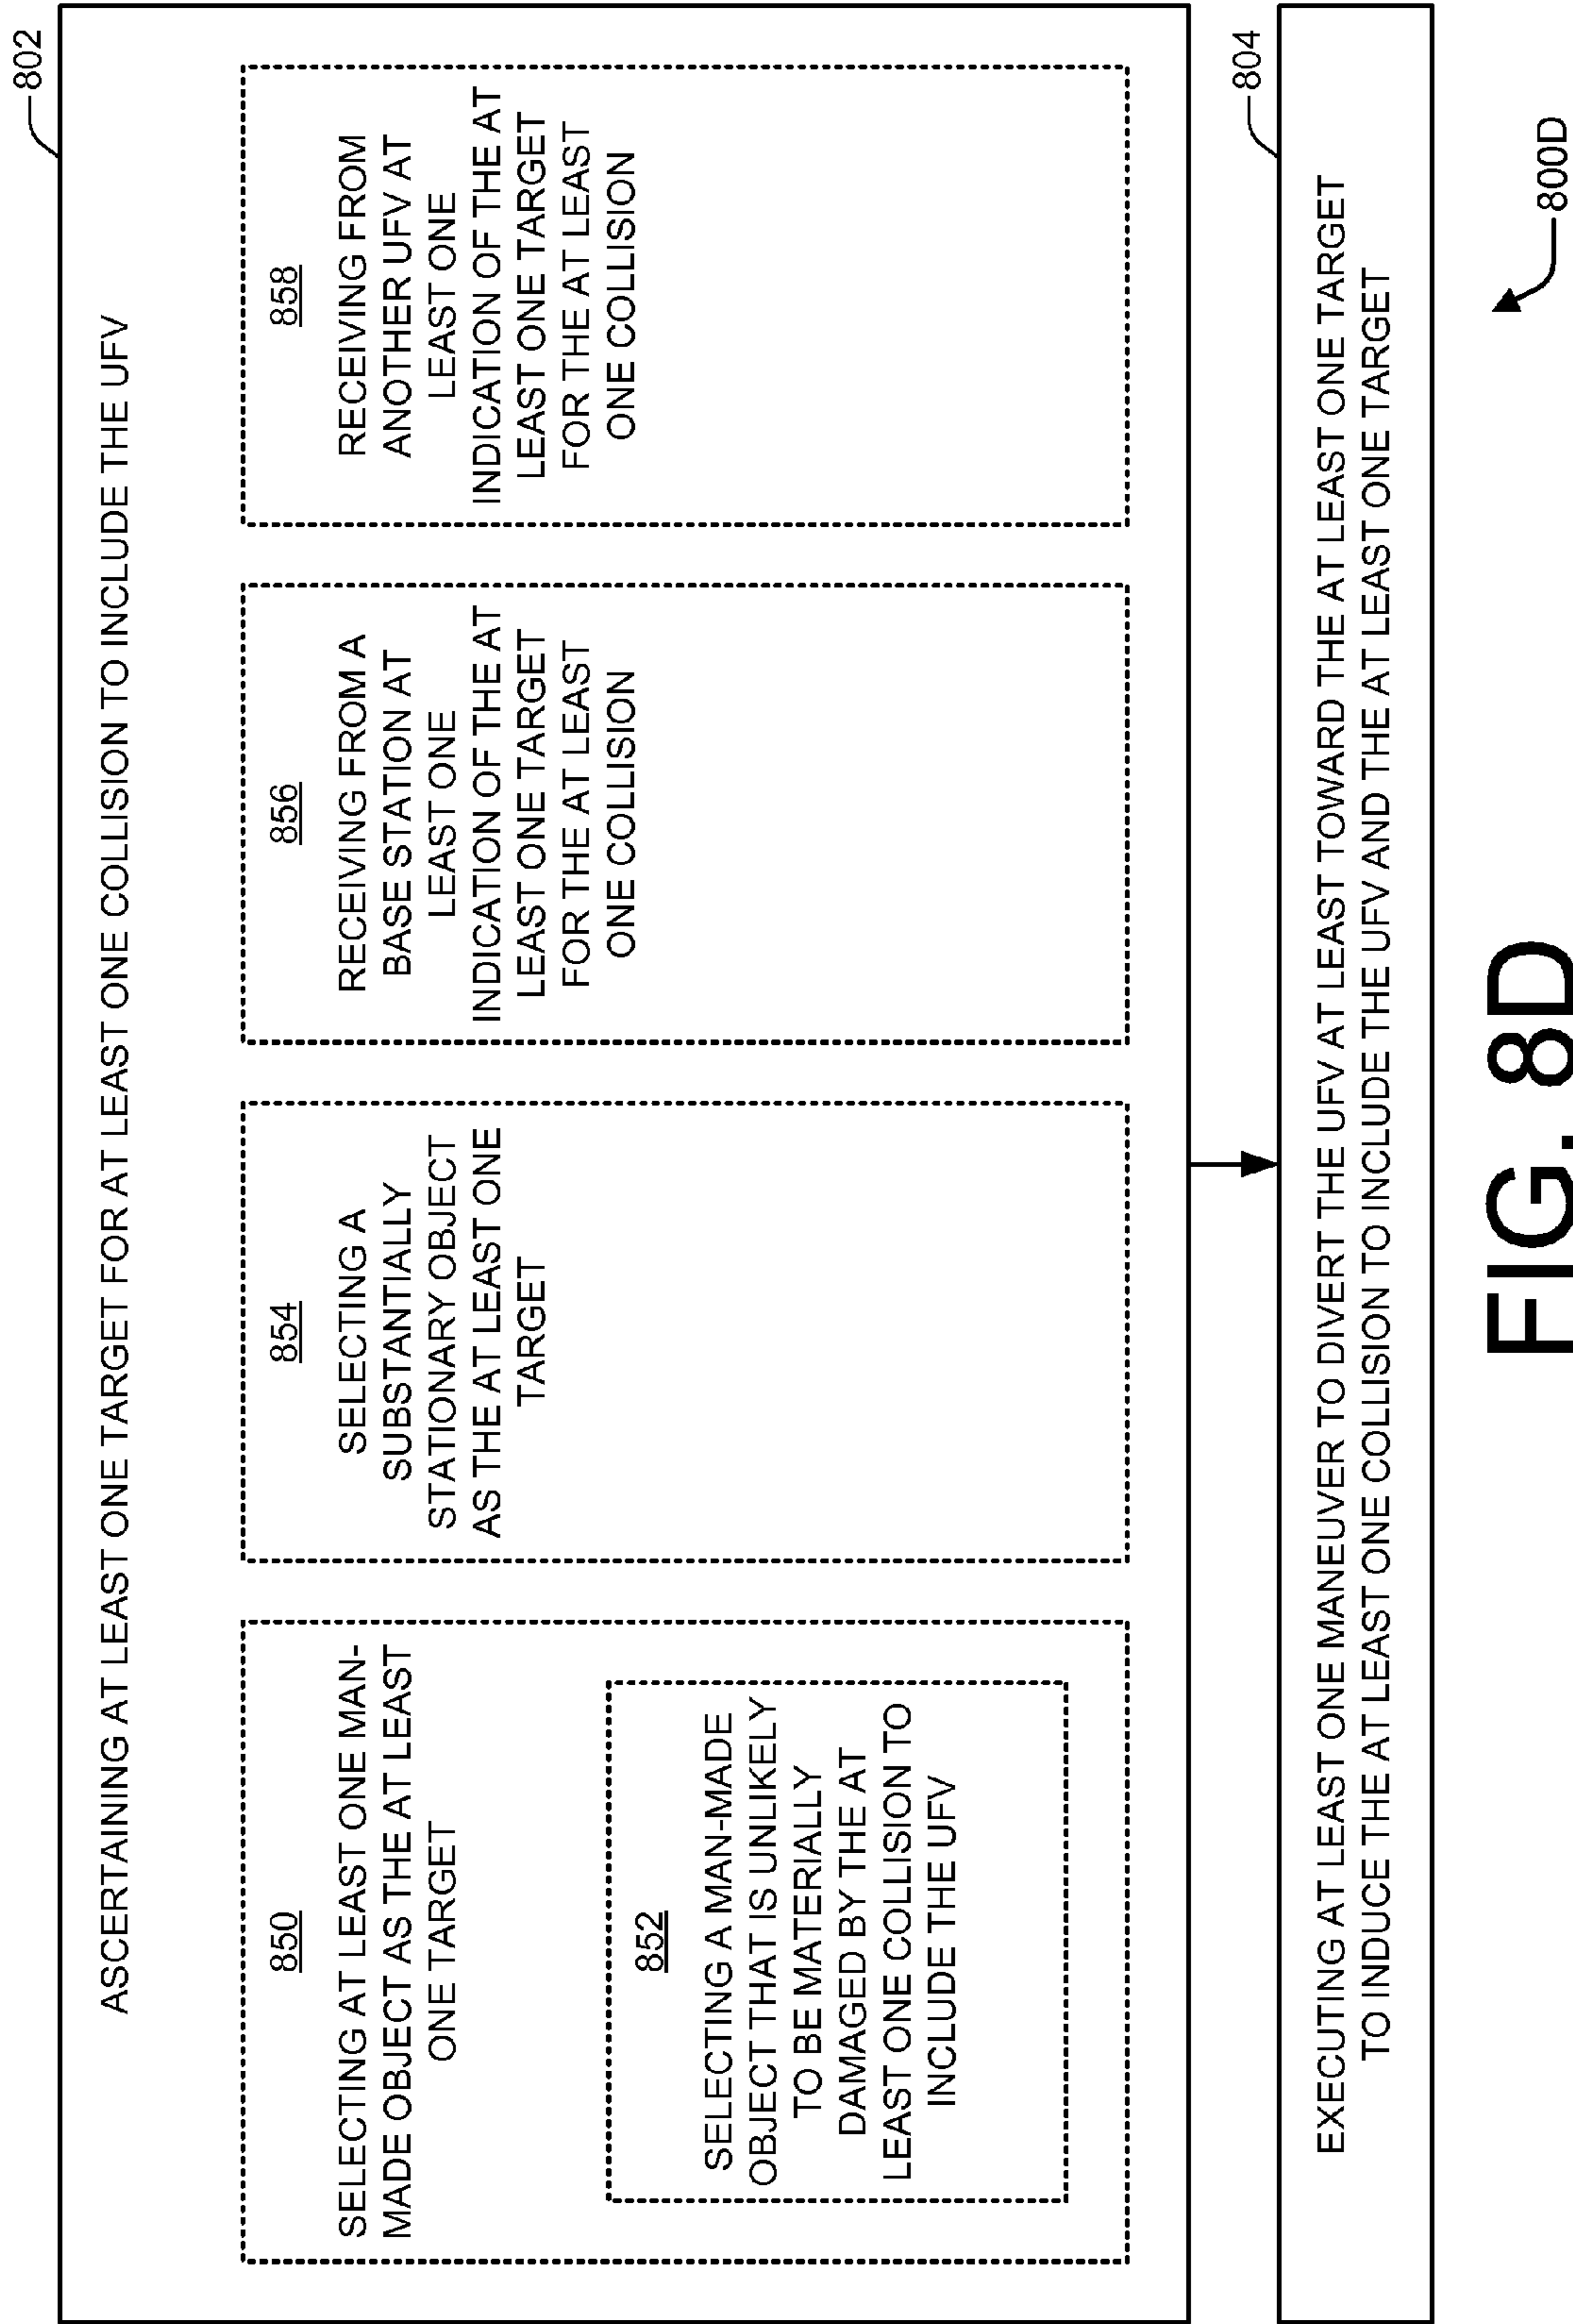 802
ASCERTAINING AT LEAST ONE TARGET FOR AT LEAST ONE COLLISION TO INCLUDE THE UFV
850
SELECTING AT LEAST ONE MAN-
MADE OBJECT AS THE AT LEAST
ONE TARGET
852
SELECTING A MAN-MADE
OBJECT THAT IS UNLIKELY
TO BE MATERIALLY
DAMAGED BY THE AT
LEAST ONE COLLISION TO
INCLUDE THE UFV
854
SELECTING A
SUBSTANTIALLY
STATIONARY OBJECT
AS THE AT LEAST ONE
TARGET
856
RECEIVING FROM A
BASE STATION AT
LEAST ONE
INDICATION OF THE AT
LEAST ONE TARGET
FOR THE AT LEAST
ONE COLLISION
858
RECEIVING FROM
ANOTHER UFV AT
LEAST ONE
INDICATION OF THE AT
LEAST ONE TARGET
FOR THE AT LEAST
ONE COLLISION
804
EXECUTING AT LEAST ONE MANEUVER TO DIVERT THE UFV AT LEAST TOWARD THE AT LEAST ONE TARGET
TO INDUCE THE AT LEAST ONE COLLISION TO INCLUDE THE UFV AND THE AT LEAST ONE TARGET
800D
FIG. 8D